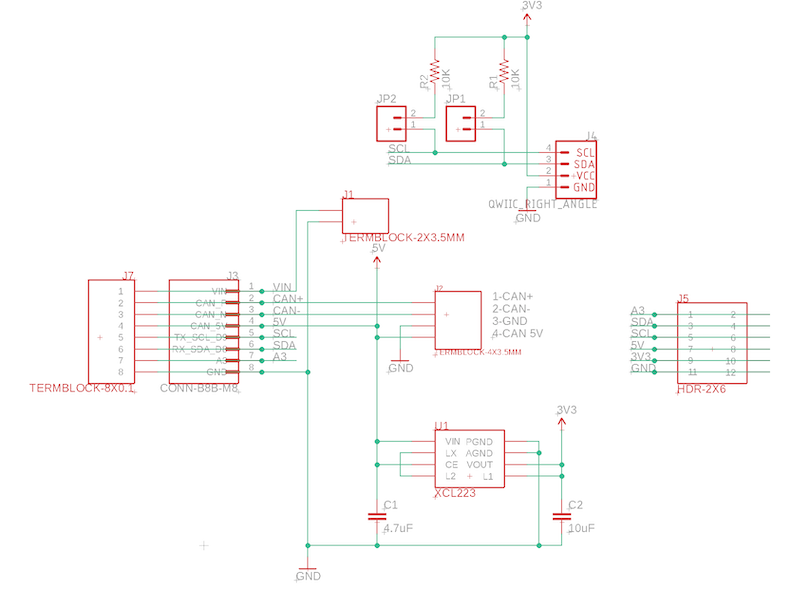 3V3
R2
10K
R1
10K
JP2
JP1
2
1
2
1
SCL
SDA
J4
4 SCL
3 SDA
2 +VCC
1 GND
QWIIC_RIGHT_ANGLE
GND
J1
TERMBLOCK-2X3.5MM
5V
J7
1
2
3
4
5
6
7
8
TERMBLOCK-8X0.1
J3
VIN 1 VIN
2 CAN+
3 CAN-
CAN_5V 4 5V
5 SCL
6 SDA
A3 7 A3
GND 8
CONN-B8B-M8
J2
1-CAN+
2-CAN-
3-GND
4-CAN 5V
TERMBLOCK-4X3.5MM
GND
J5
A3 1 2
SDA 3 4
SCL 5 6
5V 7 8
3V3 9 10
GND 11 12
HDR-2X6
3V3
U1
VIN PGND
LX AGND
CE VOUT
L2 L1
XCL223
C1
4.7uF
C2
10uF
GND